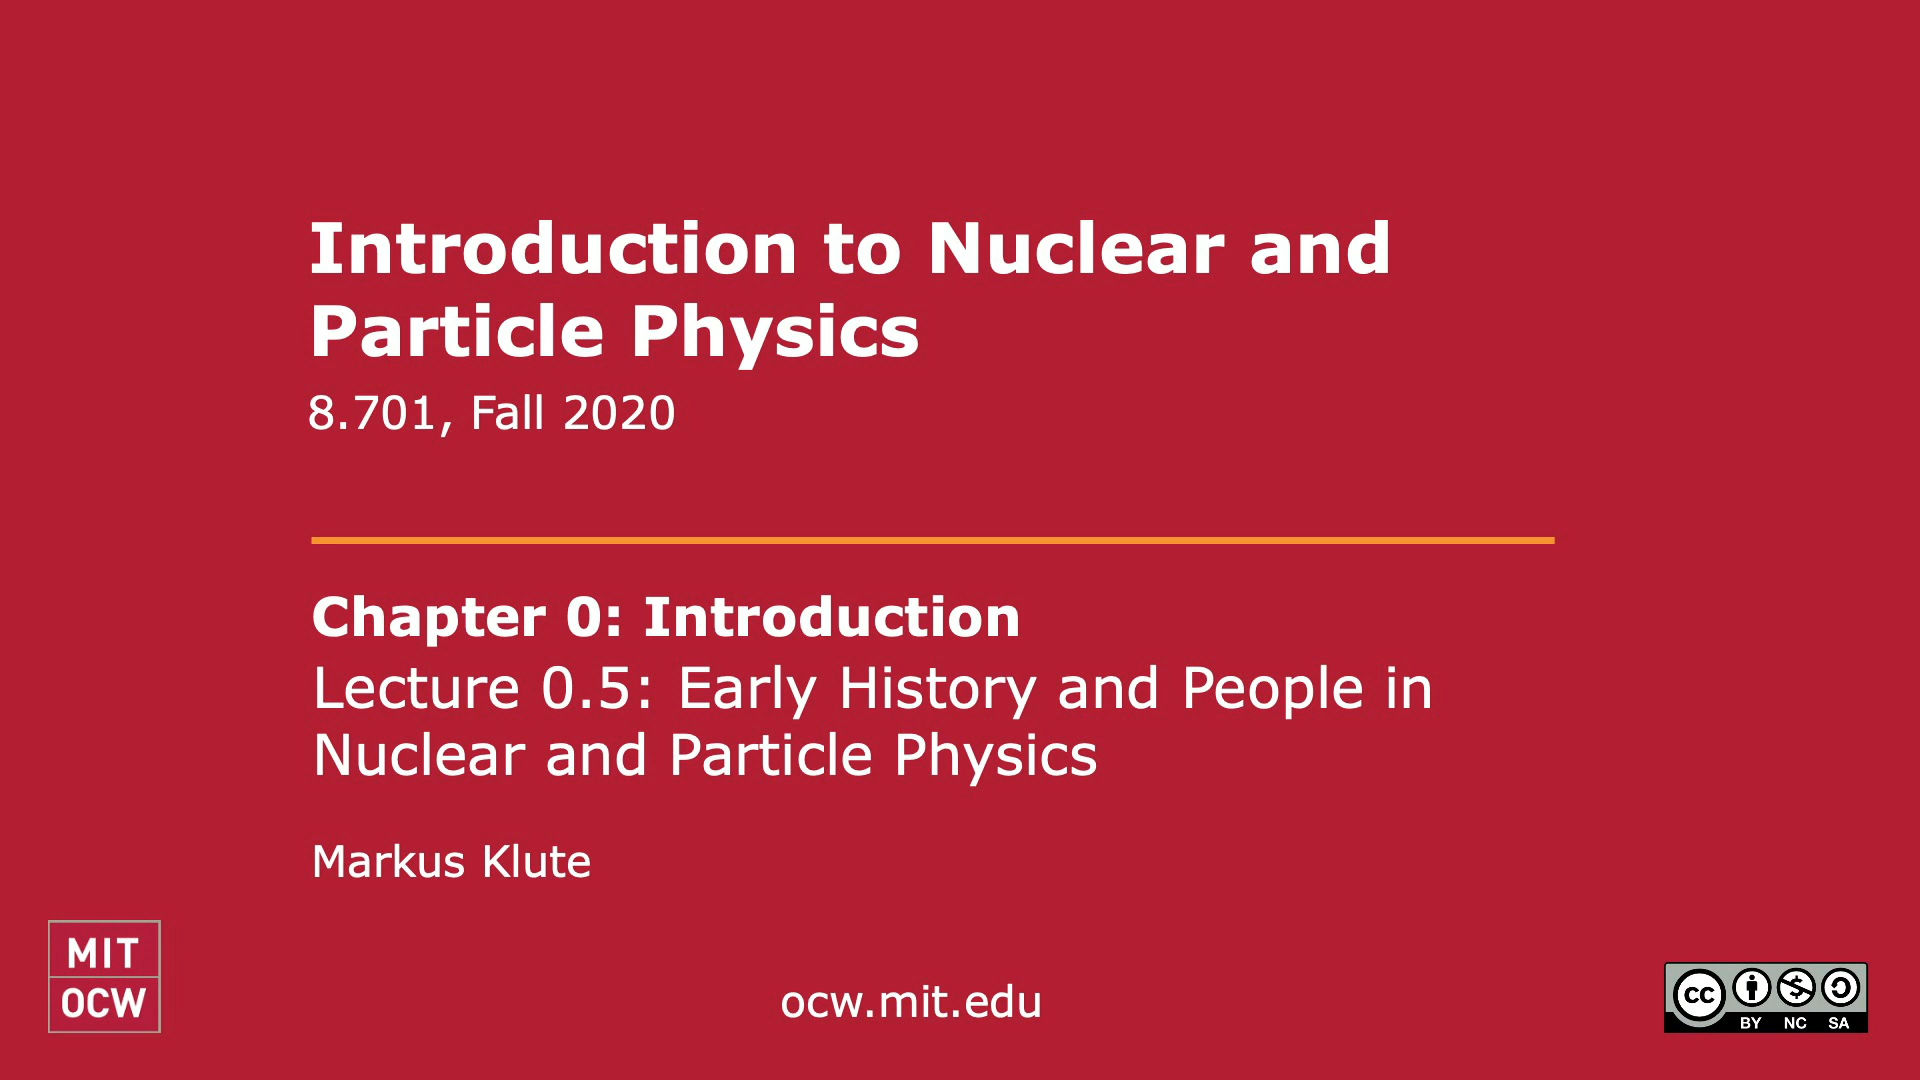 Introduction to Nuclear and
Particle Physics
8.701, Fall 2020
Chapter 0: Introduction
Lecture 0.5: Early History and People in
Nuclear and Particle Physics
Markus Klute
MIT
OCW
ocw.mit.edu
cc
BY NC SA